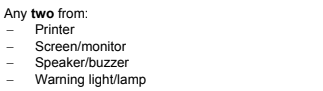 Any two from:
– Printer
– Screen/monitor
– Speaker/buzzer
– Warning light/lamp